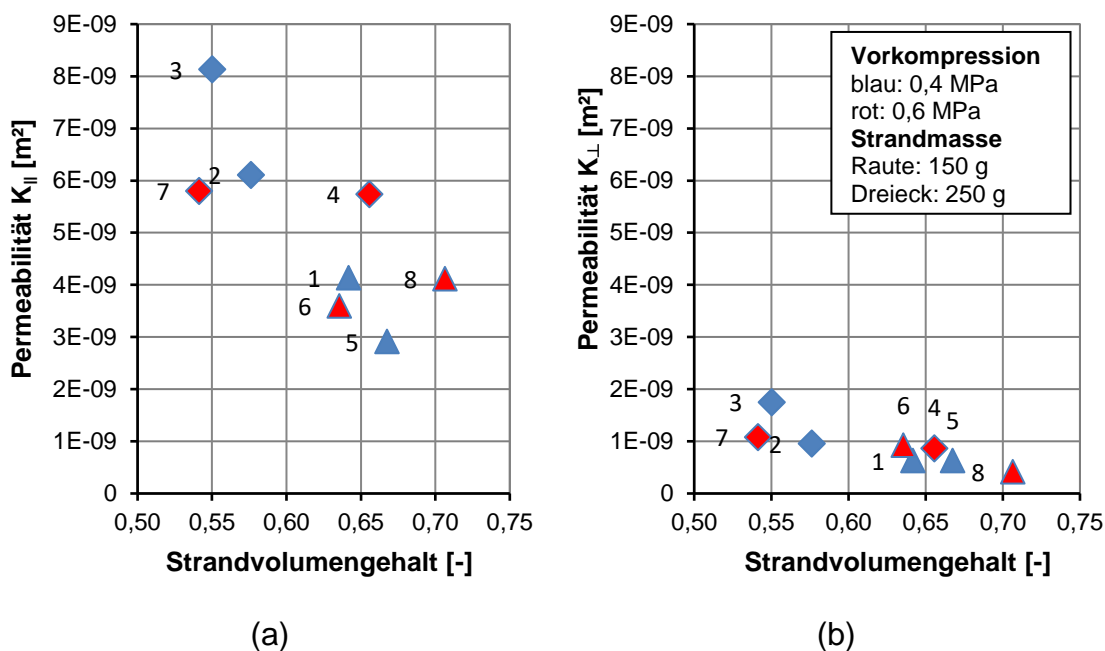 9E-09
8E-09
7E-09
6E-09
5E-09
4E-09
3E-09
2E-09
1E-09
0
Permeabilität K|| [m²]
3
2
7
4
1
8
6
5
0,50 0,55 0,60 0,65 0,70 0,75
Strandvolumengehalt [-]
(a)
9E-09
8E-09
7E-09
6E-09
5E-09
4E-09
3E-09
2E-09
1E-09
0
Permeabilität K⊥ [m²]
Vorkompression
blau: 0,4 MPa
rot: 0,6 MPa
Strandmasse
Raute: 150 g
Dreieck: 250 g
3
6 4
5
7
2
1
8
0,50 0,55 0,60 0,65 0,70 0,75
Strandvolumengehalt [-]
(b)